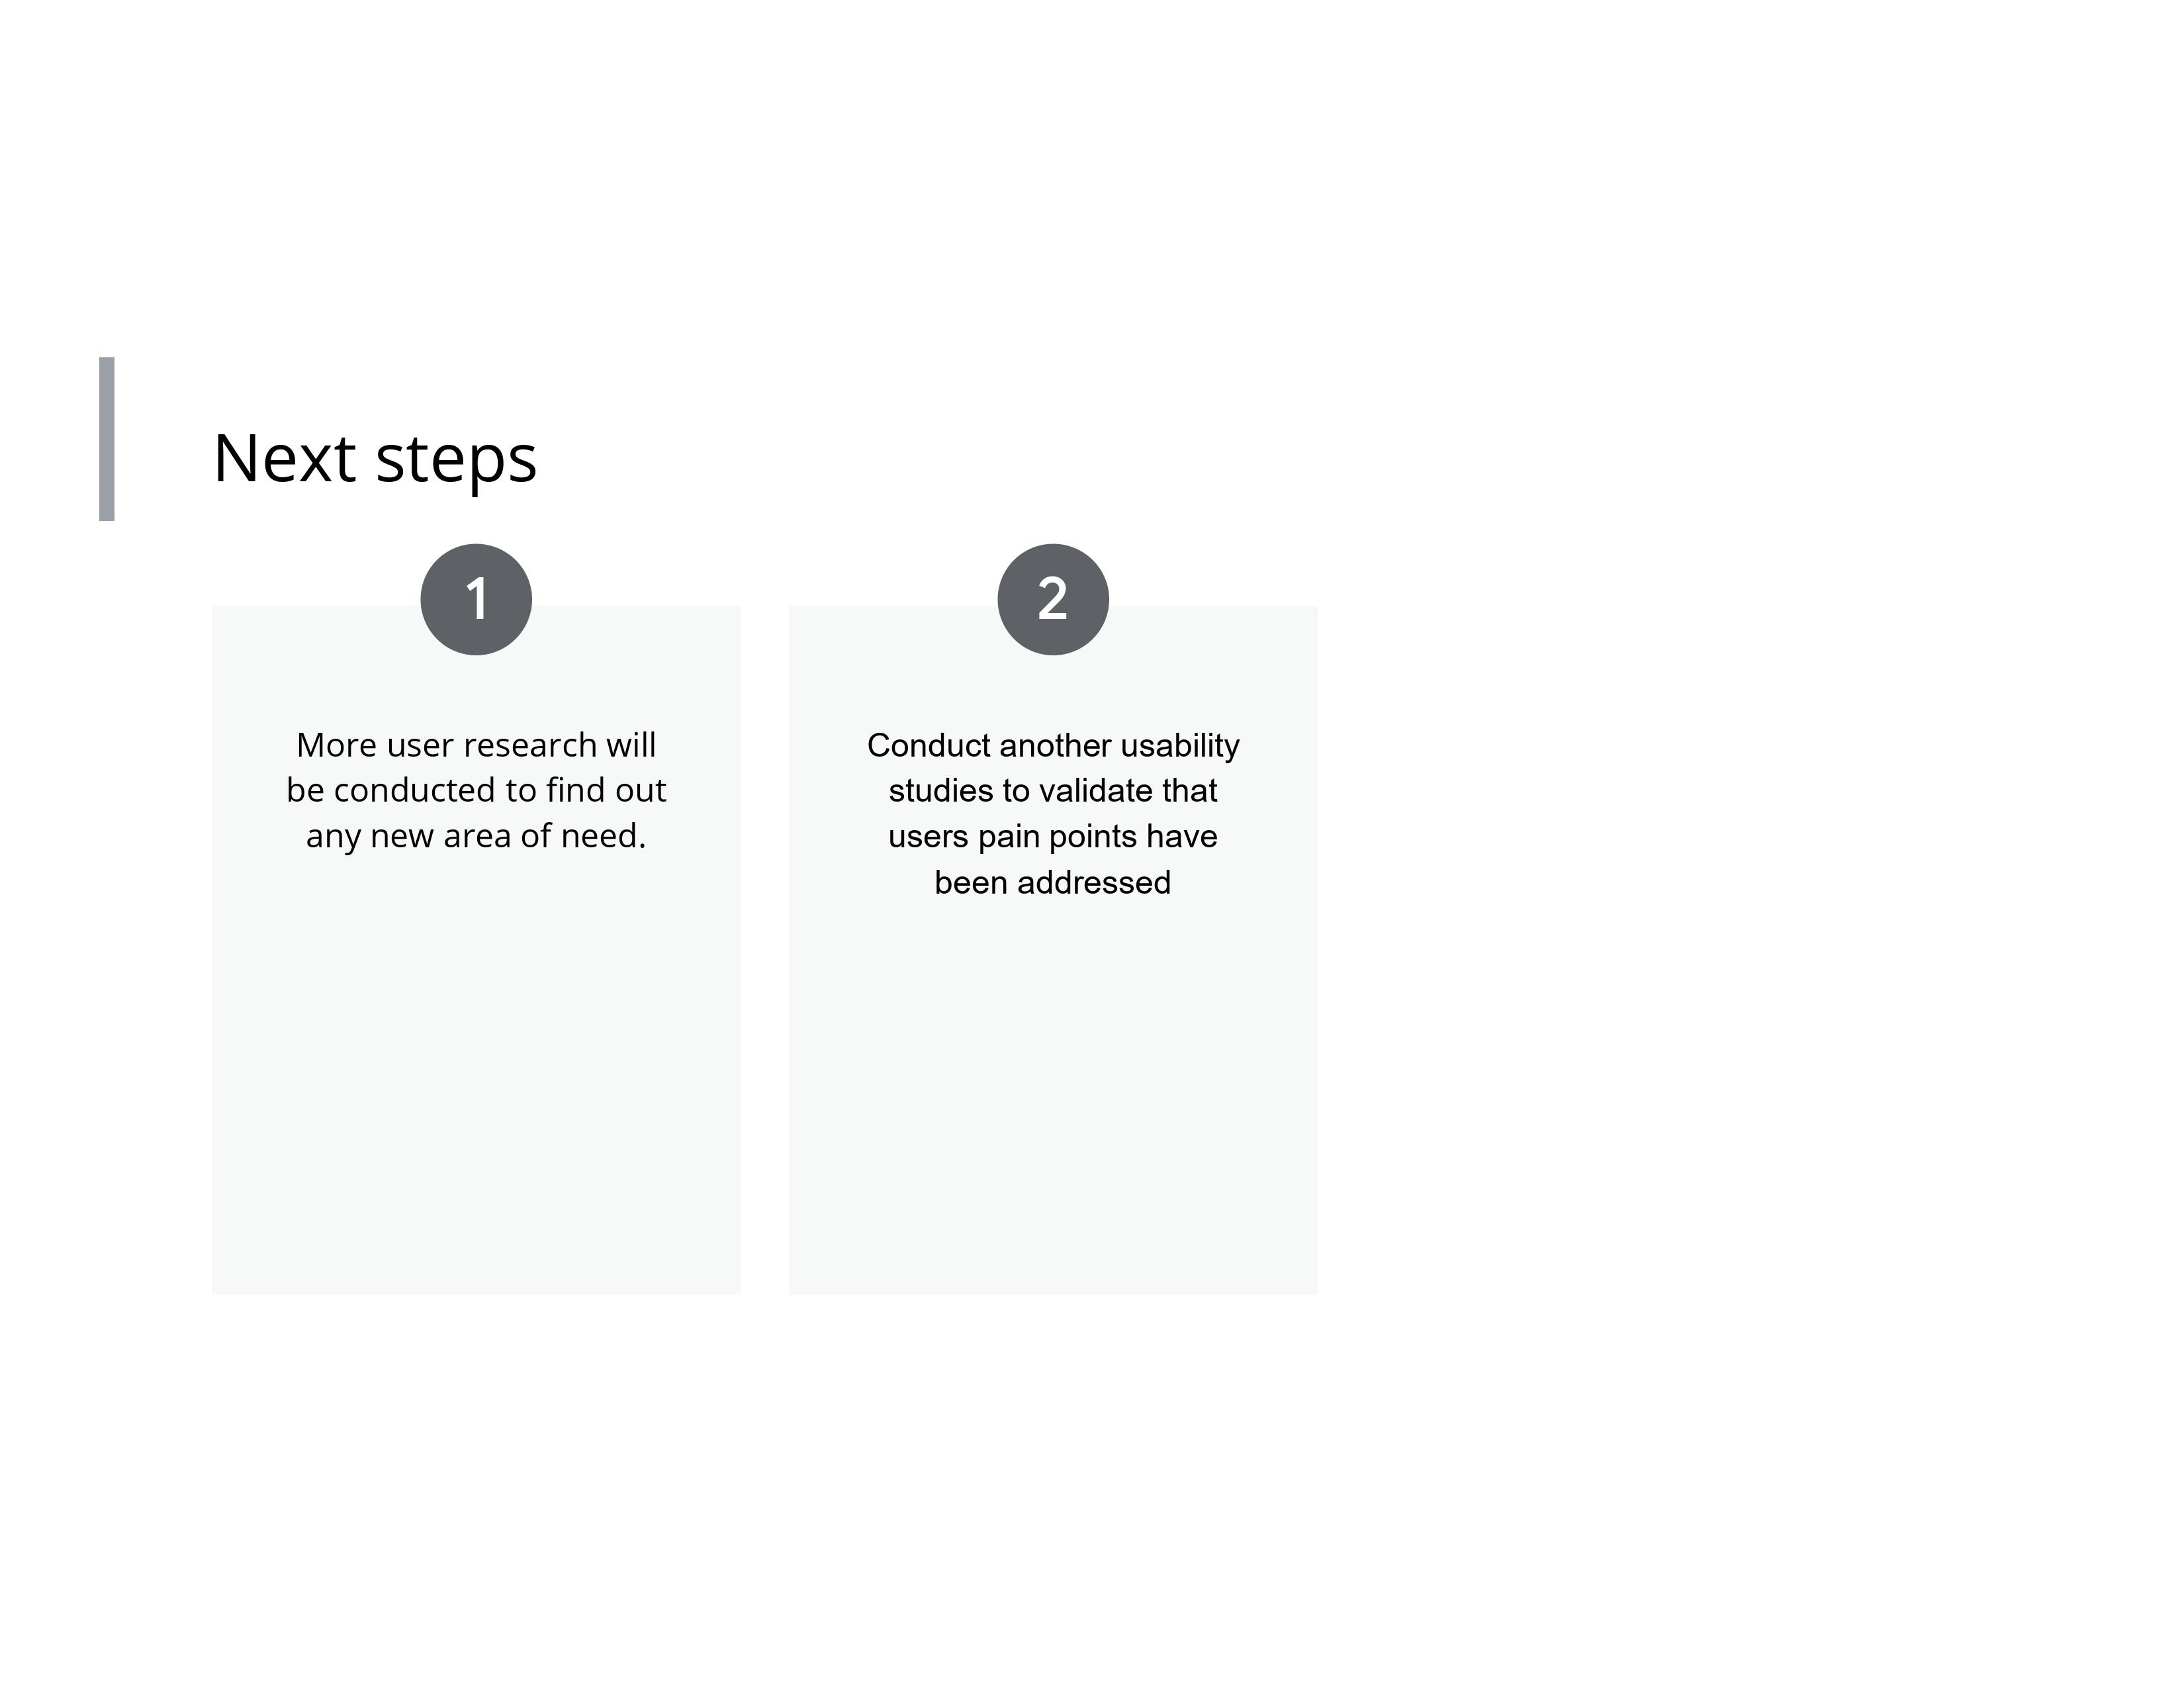 Next steps
1
More user research will
be conducted to find out
any new area of need.
2
Conduct another usability
studies to validate that
users pain points have
been addressed